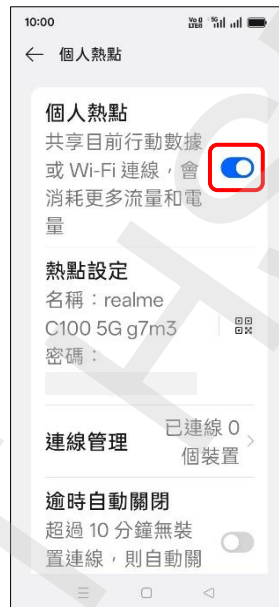 10:00
Vo 9 LTE1 5G
個人熱點
個人熱點
共享目前行動數據
或 Wi-Fi 連線，會
消耗更多流量和電
量
熱點設定
名稱：realme
C100 5G g7m3
密碼：
連線管理
已連線 0
個裝置
逾時自動關閉
超過 10 分鐘無裝
置連線，則自動關